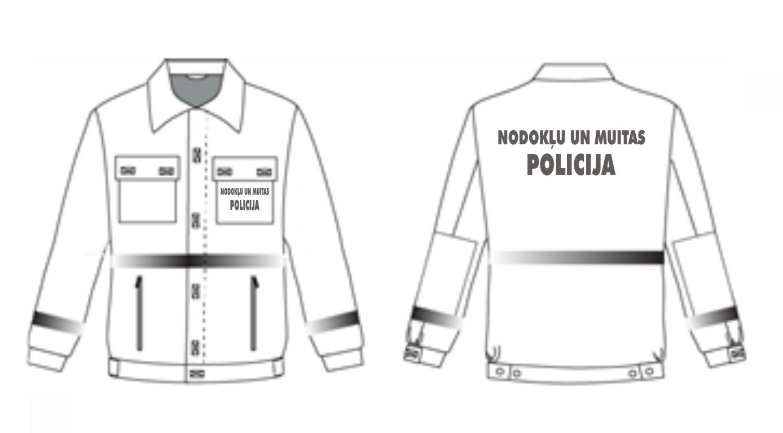 NODOKĻU UN MUITAS
POLICIJA
NODOKĻU UN MUITAS
POLICIJA